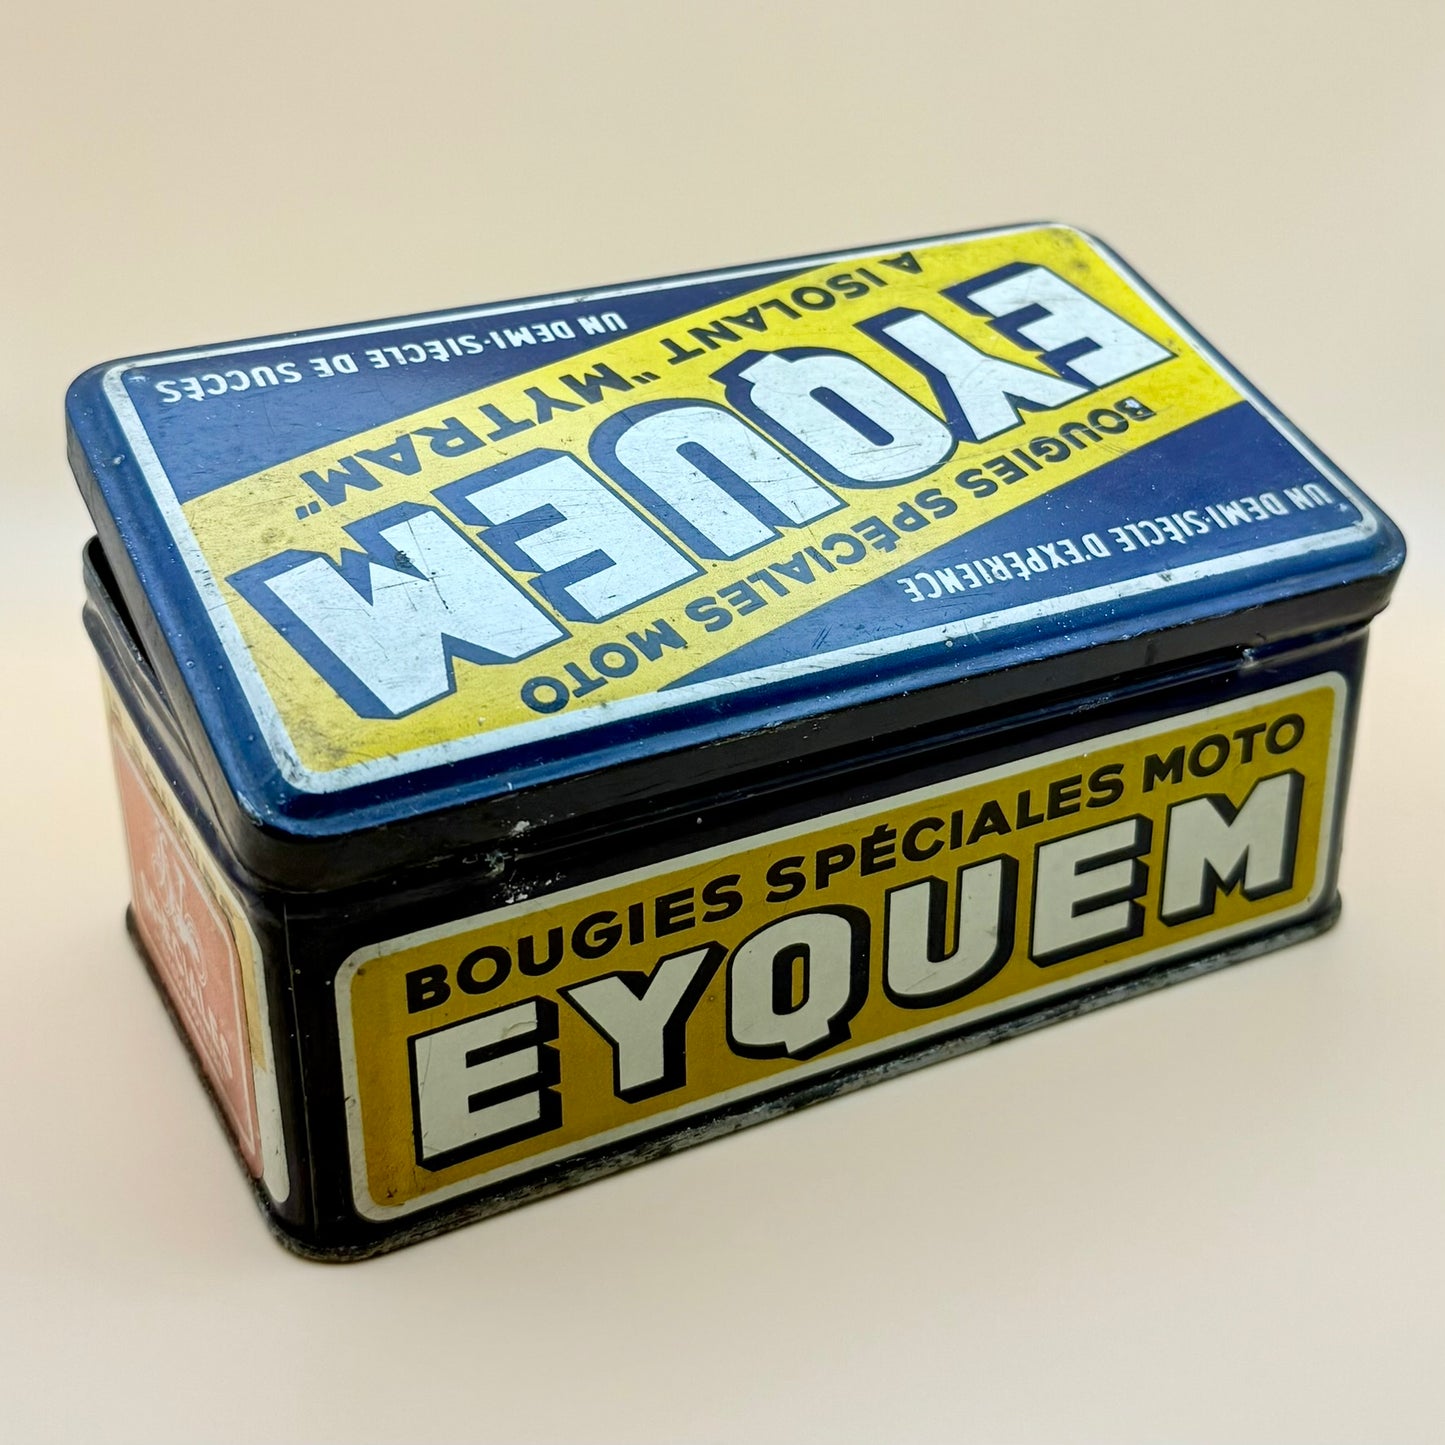 UN DEMI-SIÈCLE D'EXPÉRIENCE
BOUGIES SPÉCIALES MOTO
EYQUEM
A ISOLANT "MYTRAM"
UN DEMI-SIÈCLE DE SUCCÈS
BOUGIES SPÉCIALES MOTO
EYQUEM